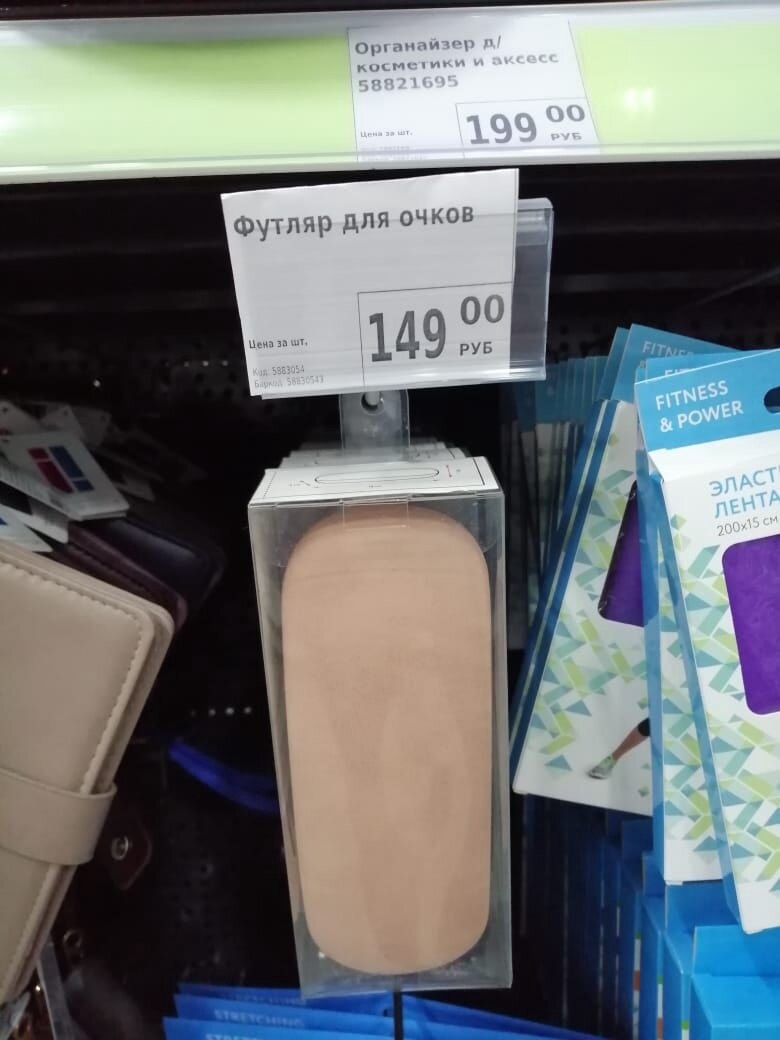 Органайзер д/
косметики и аксесс
58821695
Цена за шт.
199 00
РУБ
Футляр для очков
149 00
РУБ
Цена за шт.
Код: 5883054
Баркод: 58830543
FITNESS
FITNESS
& POWER
ЭЛАСТ
ЛЕНТА
200x15 см
STRETCHING